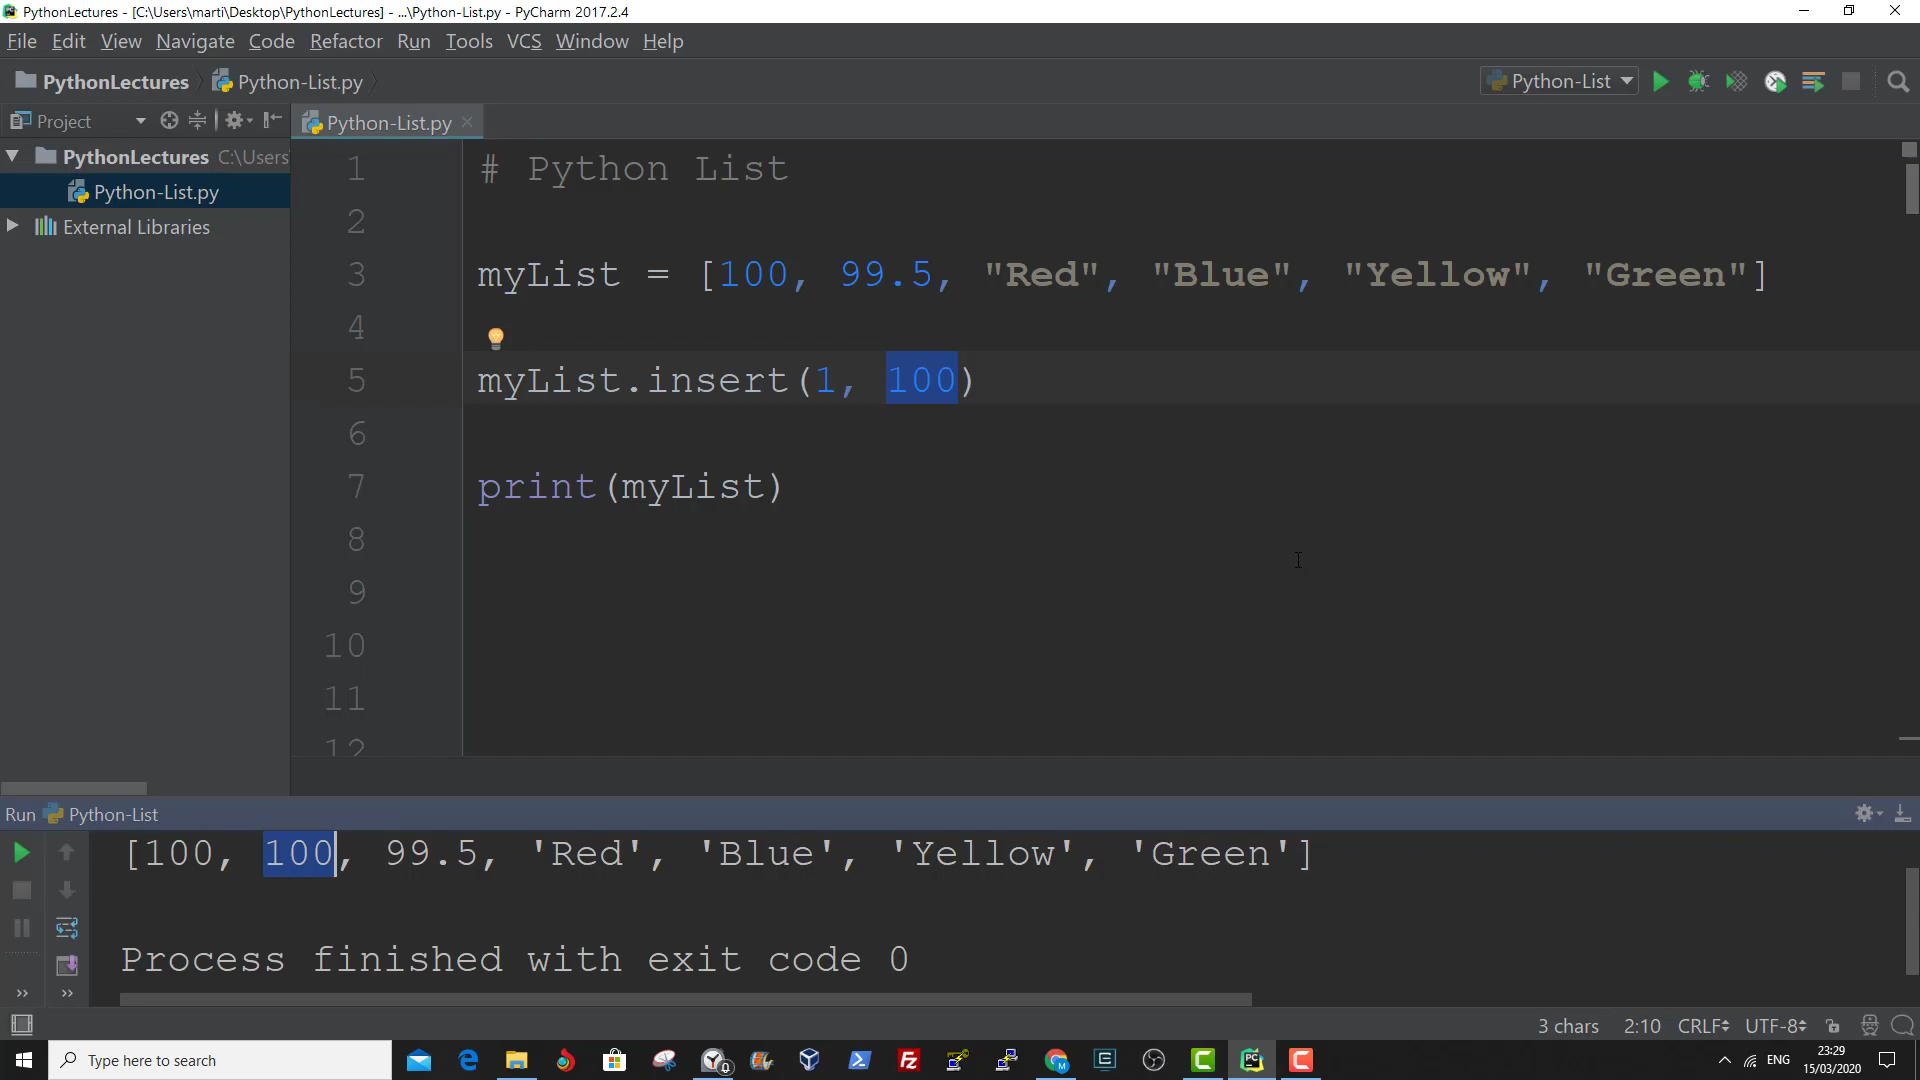 PythonLectures - [C:\Users\marti\Desktop\PythonLectures] - ...\Python-List.py - PyCharm 2017.2.4
File Edit View Navigate Code Refactor Run Tools VCS Window Help
PythonLectures Python-List.py Python-List
Project Python-List.py
PythonLectures C:\Users
Python-List.py
External Libraries
1 # Python List
2
3 myList = [100, 99.5, "Red", "Blue", "Yellow", "Green"]
4
5 myList.insert(1, 100)
6
7 print(myList)
8
9
10
11
12
Run Python-List
[100, 100, 99.5, 'Red', 'Blue', 'Yellow', 'Green']
Process finished with exit code 0
3 chars 2:10 CRLF UTF-8
Type here to search
ENG 23:29
15/03/2020